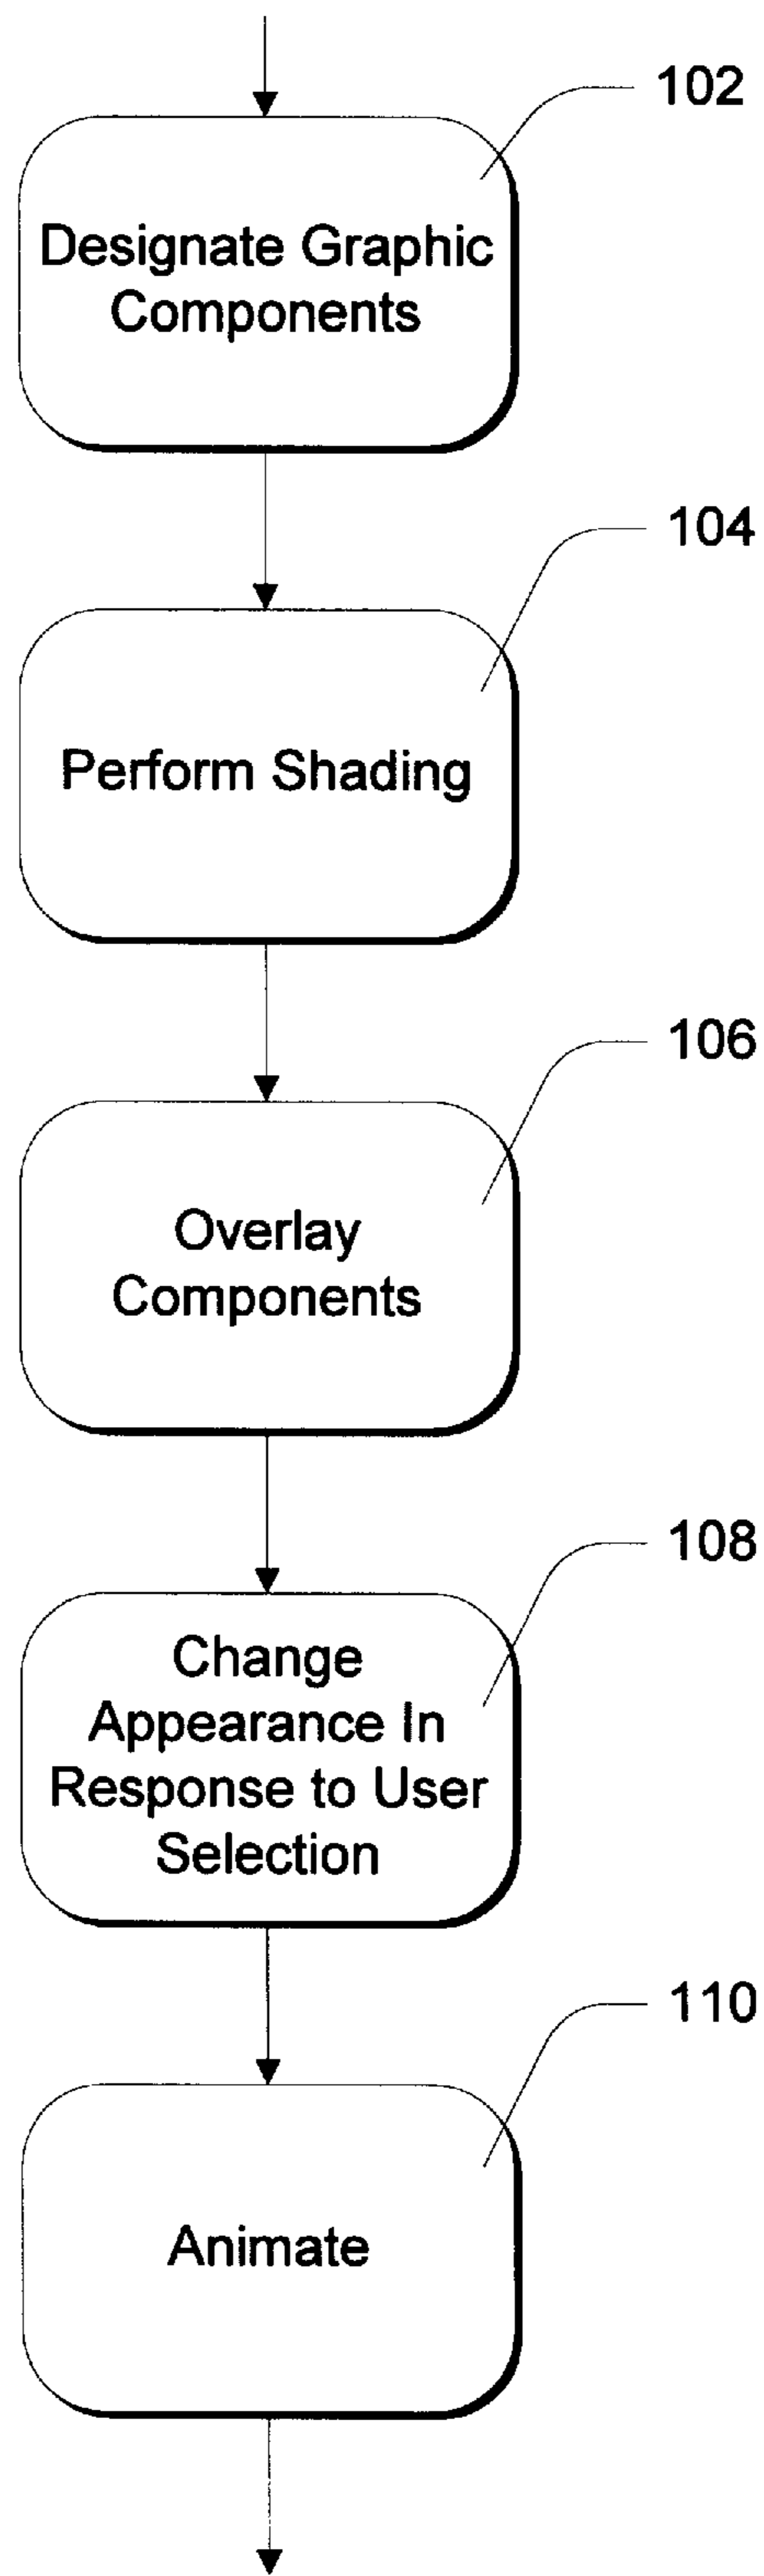 102
Designate Graphic
Components
104
Perform Shading
106
Overlay
Components
108
Change
Appearance In
Response to User
Selection
110
Animate